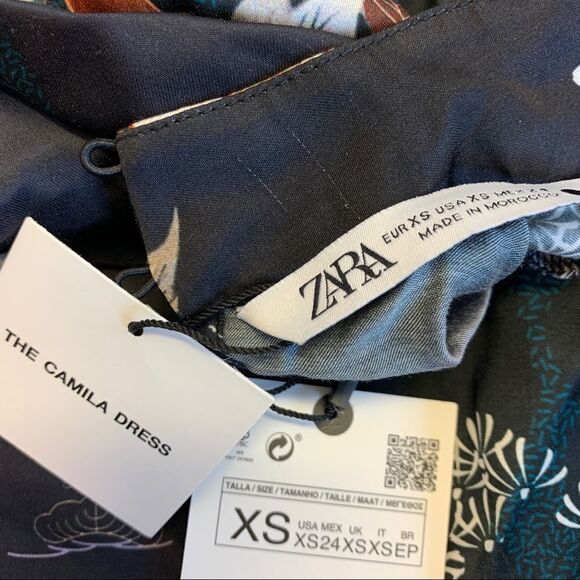 EUR XS USA XS MEX 24
MADE IN MOROCCO
ZARA
THE CAMILA DRESS
TALLA / SIZE / TAMANHO / TAILLE / MAAT / ΜΕΓΕΘΟΣ
XS
USA MEX UK IT BR
XS 24 XS XS EP